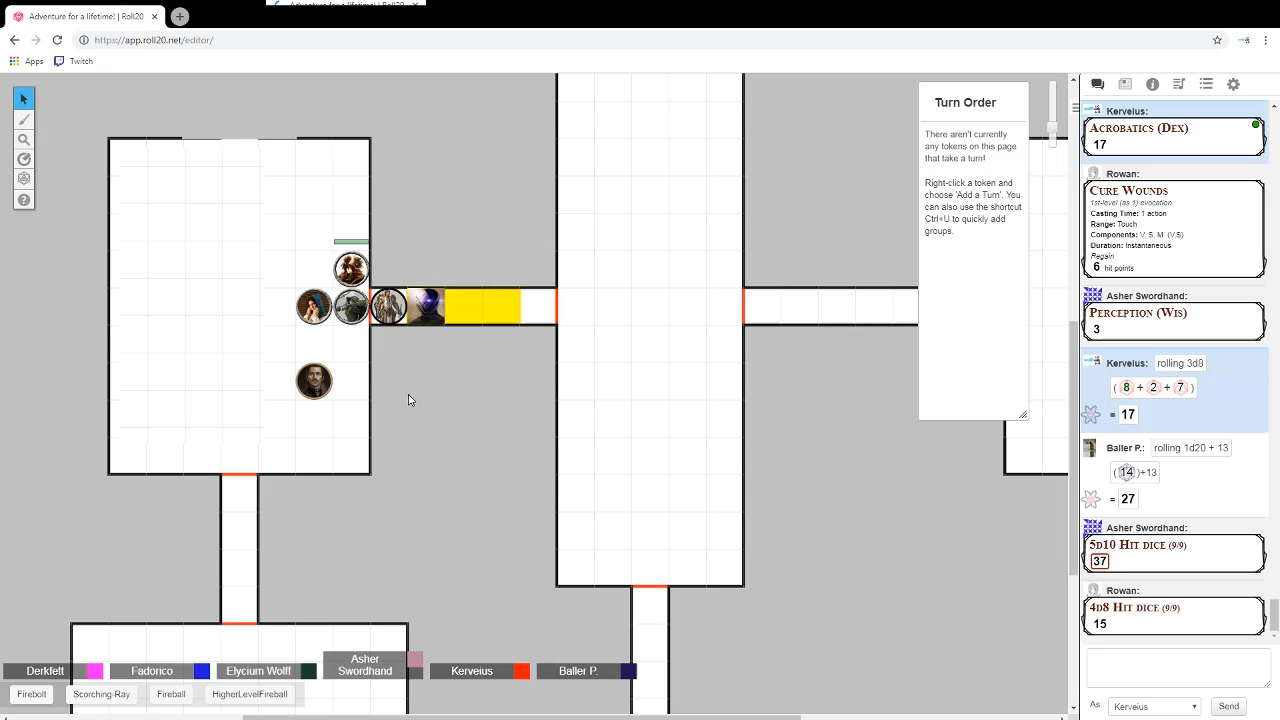 Adventure for a lifetime! | Roll20
Adventure for a lifetime! | Roll20
https://app.roll20.net/editor/
Apps
Twitch
Turn Order
There aren't currently
any tokens on this page
that take a turn!
Right-click a token and
choose 'Add a Turn'. You
can also use the shortcut
Ctrl+U to quickly add
groups.
Kerveius:
Acrobatics (Dex)
17
Rowan:
Cure Wounds
1st-level (as 1) evocation
Casting Time: 1 action
Range: Touch
Components: V, S, M (V.S)
Duration: Instantaneous
Regain
6 hit points
Asher Swordhand:
Perception (Wis)
3
Kerveius: rolling 3d8
( 8 + 2 + 7 )
= 17
Baller P.: rolling 1d20 + 13
( 14 )+13
= 27
Asher Swordhand:
5d10 Hit dice (9/9)
37
Rowan:
4d8 Hit dice (9/9)
15
Derkfett
Fadorico
Elycium Wolff
Asher
Swordhand
Kerveius
Baller P.
Firebolt
Scorching-Ray
Fireball
HigherLevelFireball
As:
Kerveius
Send